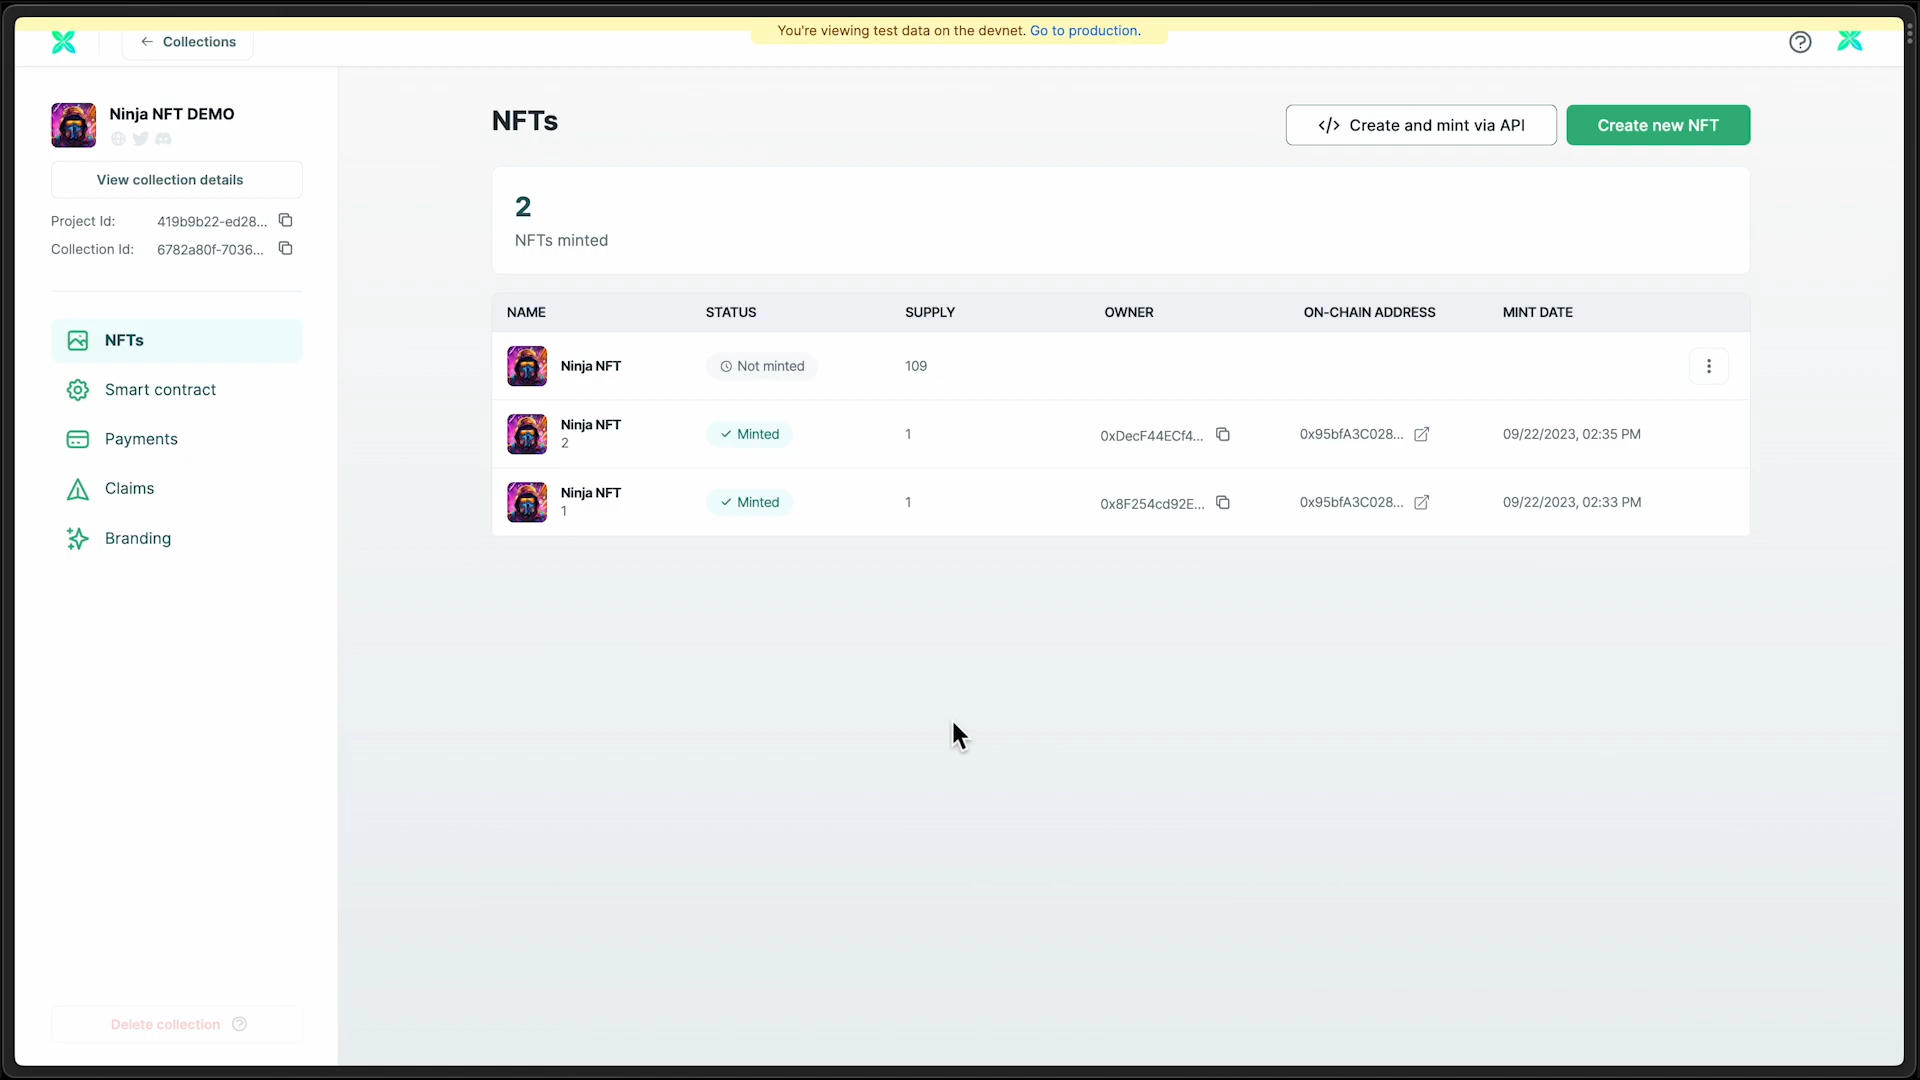 You're viewing test data on the devnet. Go to production.
← Collections
Ninja NFT DEMO
View collection details
Project Id: 419b9b22-ed28...
Collection Id: 6782a80f-7036...
NFTs
Smart contract
Payments
Claims
Branding
Delete collection
NFTs
</> Create and mint via API
Create new NFT
2
NFTs minted
NAME STATUS SUPPLY OWNER ON-CHAIN ADDRESS MINT DATE
Ninja NFT Not minted 109
Ninja NFT
2 Minted 1 0xDecF44ECf4... 0x95bfA3C028... 09/22/2023, 02:35 PM
Ninja NFT
1 Minted 1 0x8F254cd92E... 0x95bfA3C028... 09/22/2023, 02:33 PM